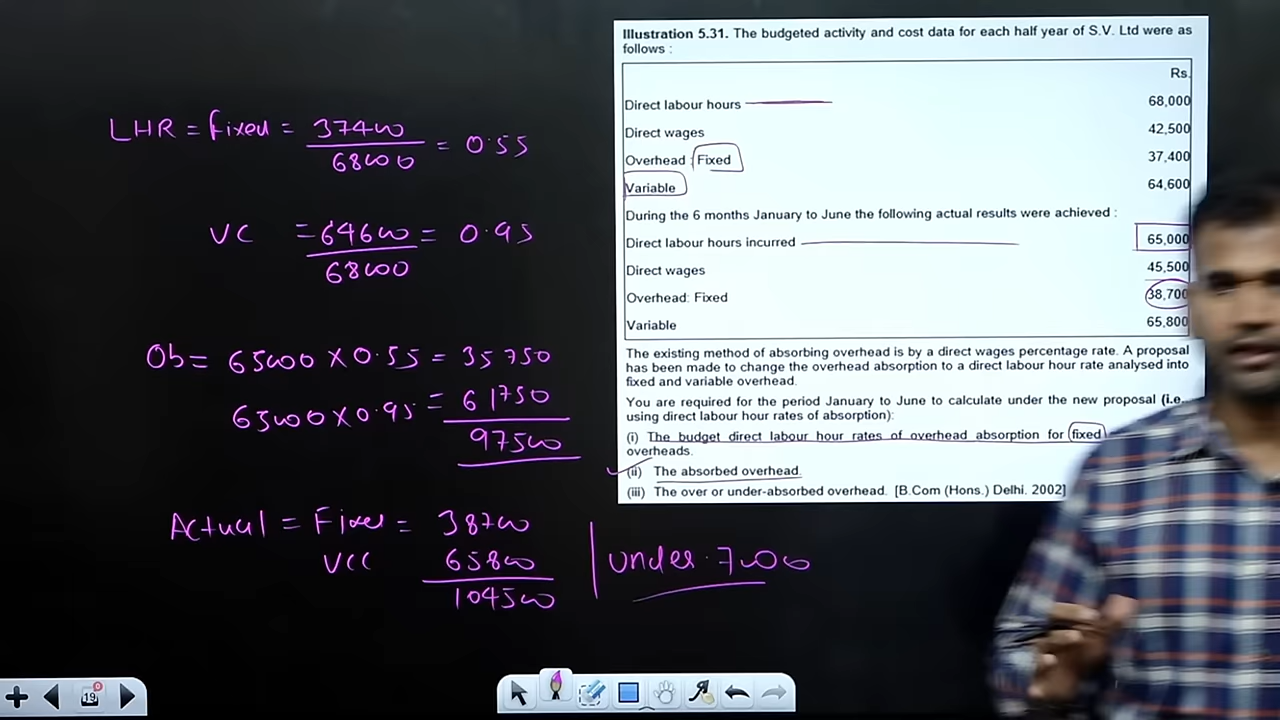 Illustration 5.31. The budgeted activity and cost data for each half year of S.V. Ltd were as
follows :
Rs.
Direct labour hours 68,000
Direct wages 42,500
Overhead : Fixed 37,400
Variable 64,600
During the 6 months January to June the following actual results were achieved :
Direct labour hours incurred 65,000
Direct wages 45,500
Overhead: Fixed 38,700
Variable 65,800
The existing method of absorbing overhead is by a direct wages percentage rate. A proposal
has been made to change the overhead absorption to a direct labour hour rate analysed into
fixed and variable overhead.
You are required for the period January to June to calculate under the new proposal (i.e.,
using direct labour hour rates of absorption):
(i) The budget direct labour hour rates of overhead absorption for fixed
overheads.
(ii) The absorbed overhead.
(iii) The over or under-absorbed overhead. [B.Com (Hons.) Delhi. 2002]
LHR = fixed = 37400 / 68000 = 0.55
VC = 64600 / 68000 = 0.95
Ob = 65000 X 0.55 = 35750
65000 X 0.95 = 61750
97500
Actual = Fixed = 38700
VCC 65800
104500
under 7000
19